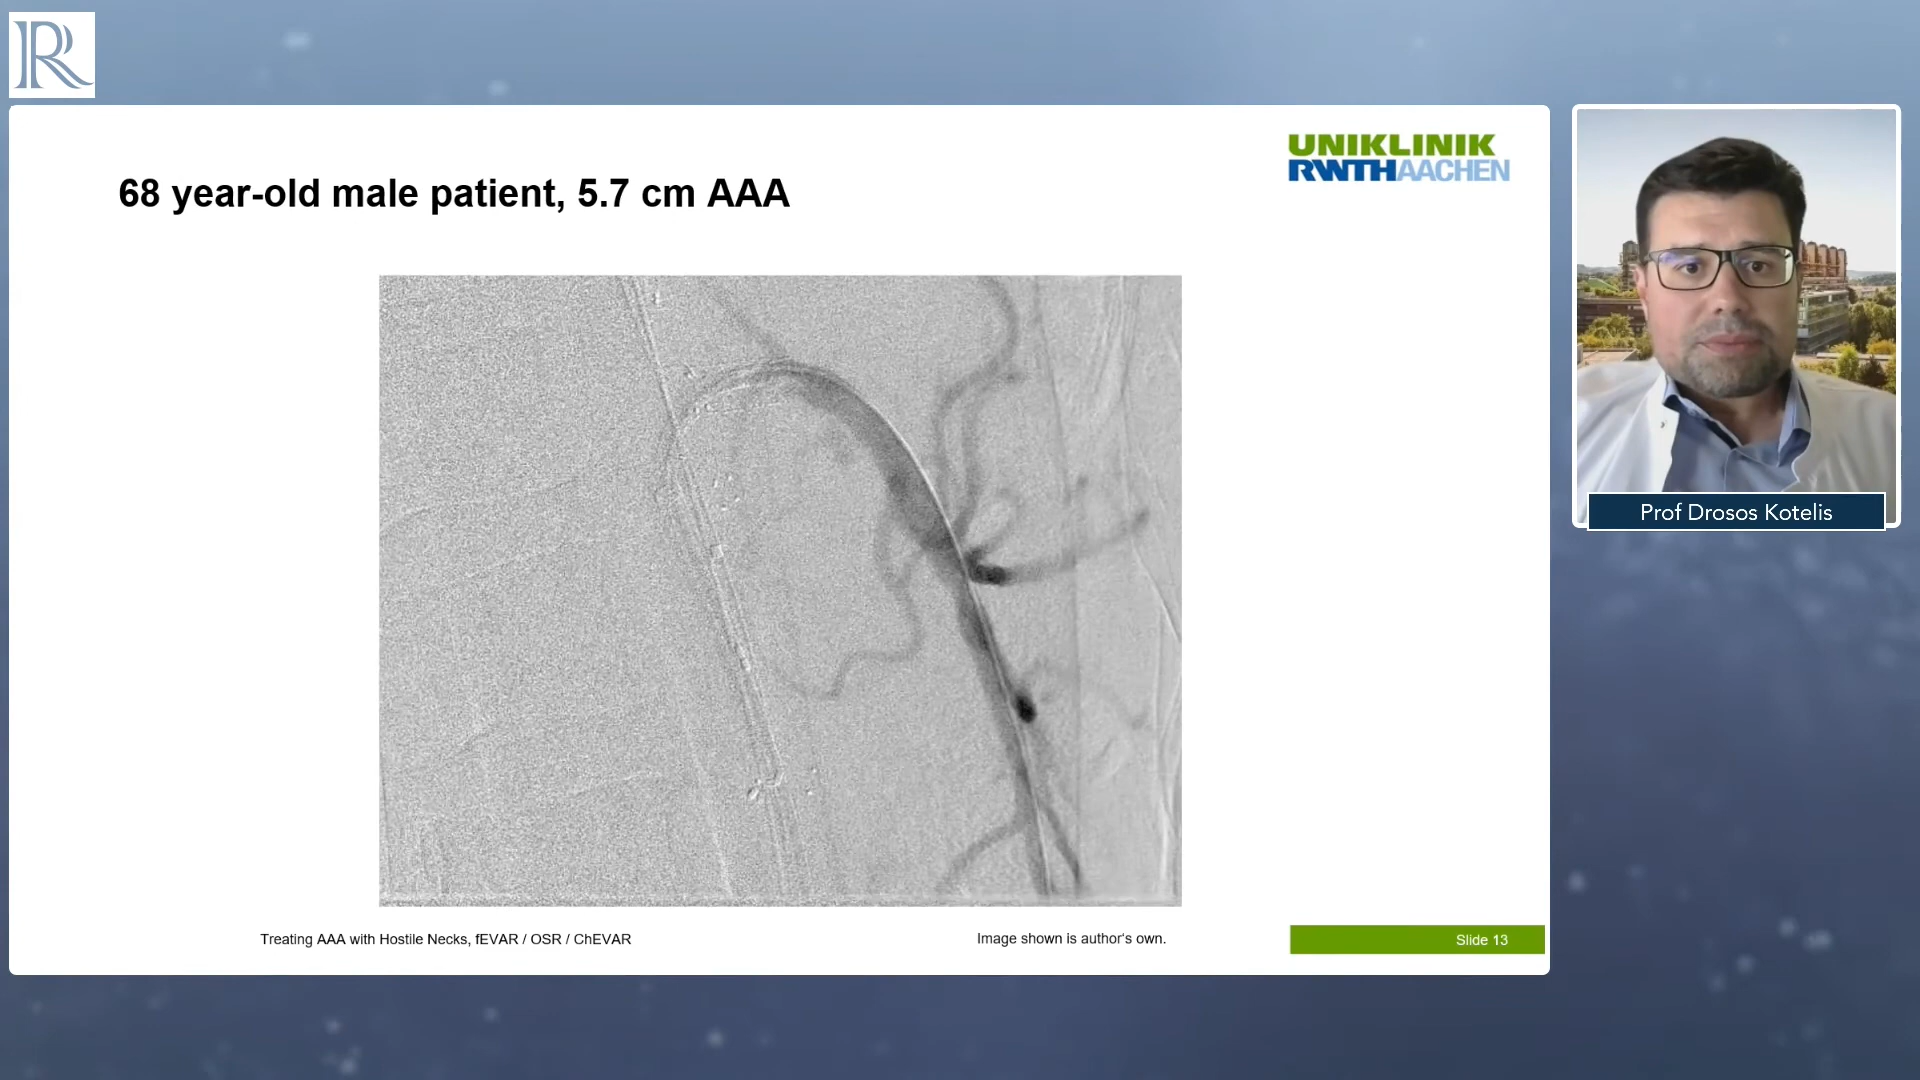 R
UNIKLINIK
RWTHAACHEN
68 year-old male patient, 5.7 cm AAA
Prof Drosos Kotelis
Treating AAA with Hostile Necks, fEVAR / OSR / ChEVAR
Image shown is author's own.
Slide 13